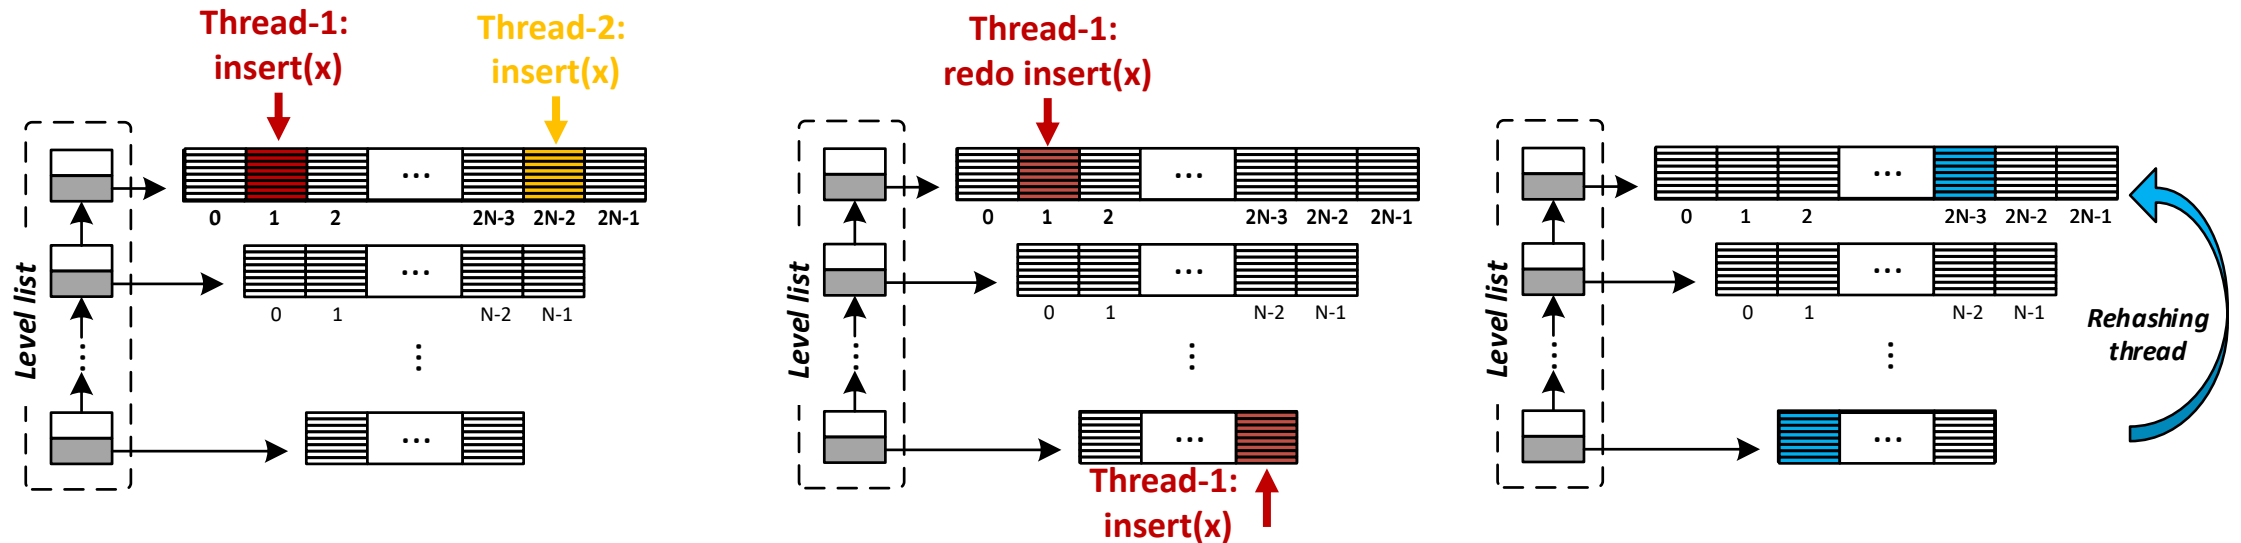 Thread-1:
insert(x)
Thread-2:
insert(x)
Level list
...
0 1 2 2N-3 2N-2 2N-1
...
0 1 N-2 N-1
...
Thread-1:
redo insert(x)
Level list
...
0 1 2 2N-3 2N-2 2N-1
...
0 1 N-2 N-1
...
Thread-1:
insert(x)
Level list
...
0 1 2 2N-3 2N-2 2N-1
...
0 1 N-2 N-1
...
Rehashing
thread